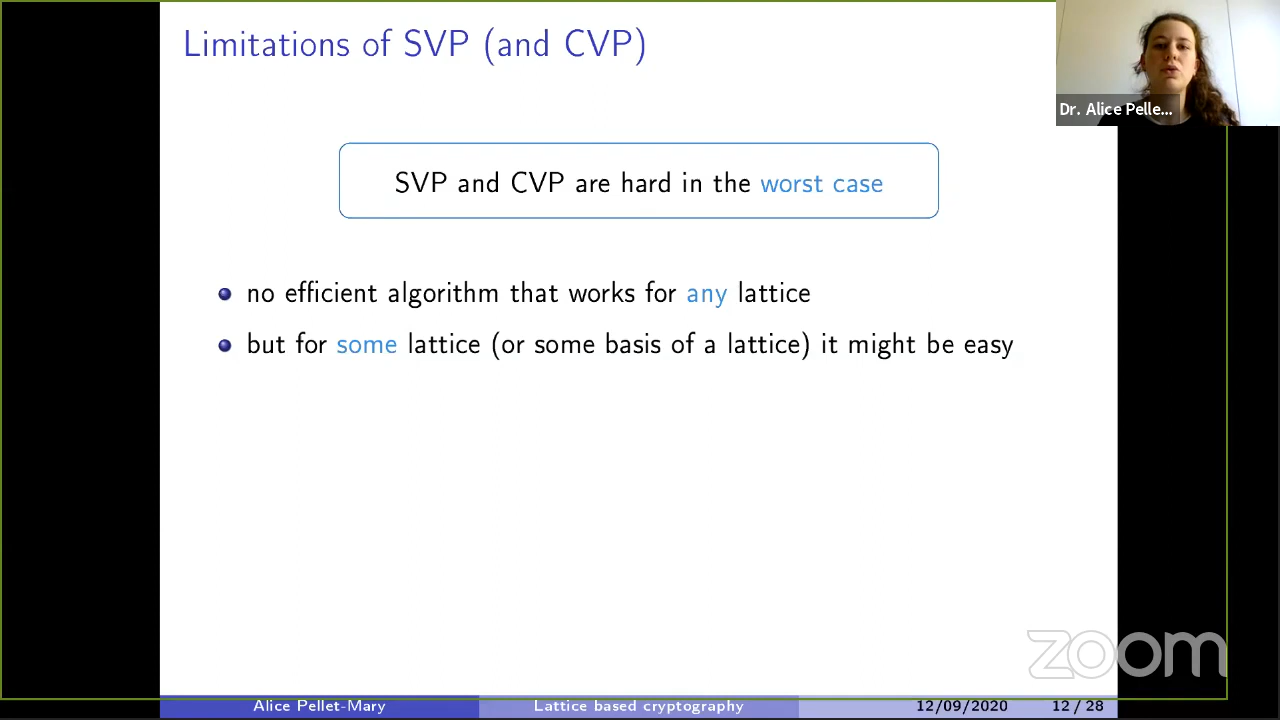 Limitations of SVP (and CVP)
Dr. Alice Pelle...
SVP and CVP are hard in the worst case
no efficient algorithm that works for any lattice
but for some lattice (or some basis of a lattice) it might be easy
zoom
Alice Pellet-Mary Lattice based cryptography 12/09/2020 12 / 28